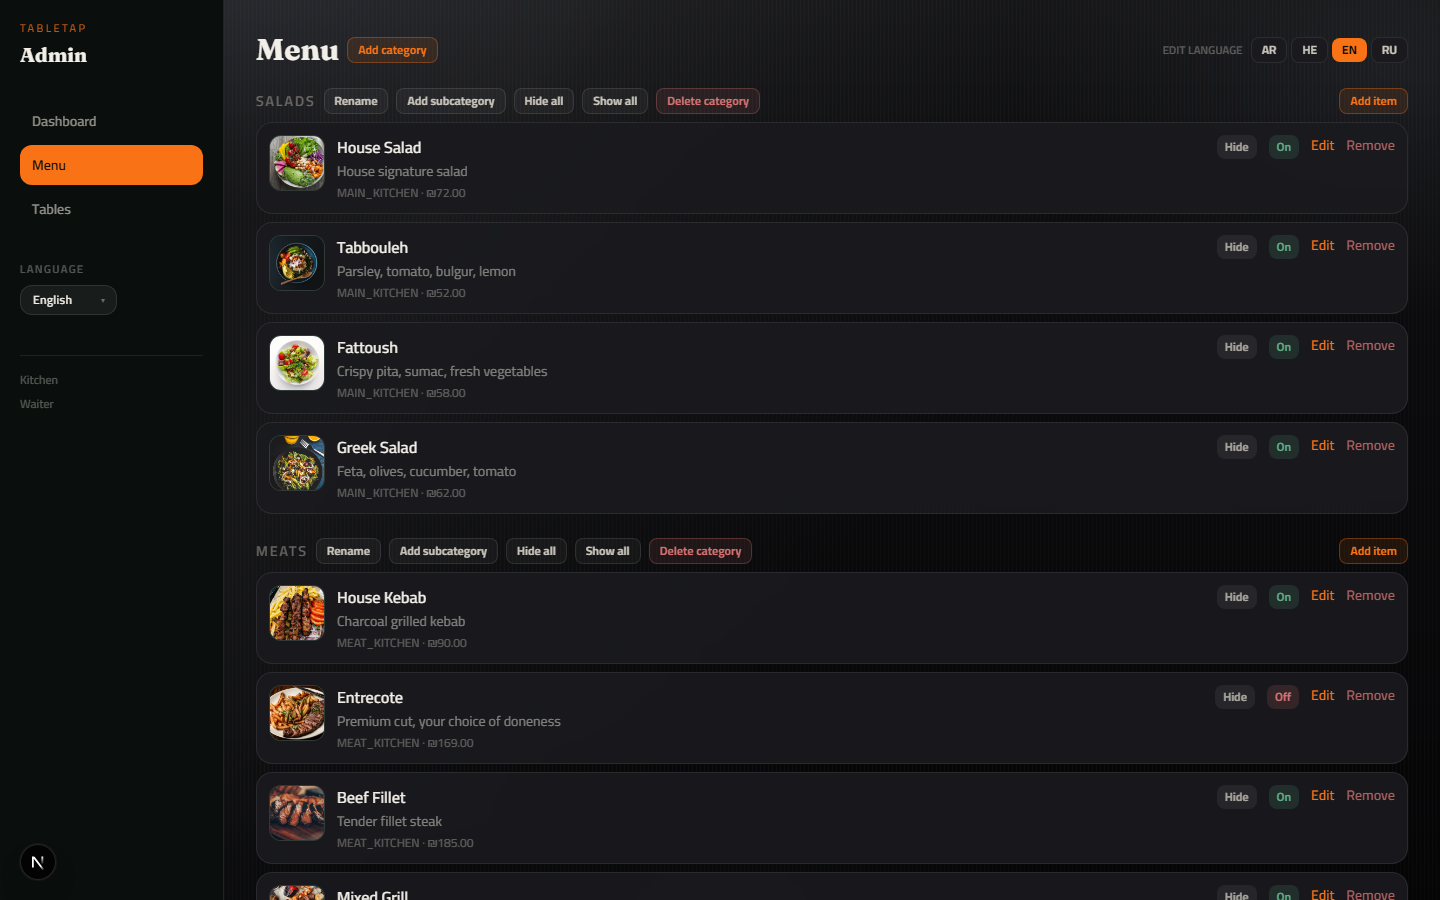 TABLETAP
Admin
Dashboard
Menu
Tables
LANGUAGE
English
Kitchen
Waiter
N
Menu Add category EDIT LANGUAGE AR HE EN RU
SALADS Rename Add subcategory Hide all Show all Delete category Add item
House Salad Hide On Edit Remove
House signature salad
MAIN_KITCHEN · ₪72.00
Tabbouleh Hide On Edit Remove
Parsley, tomato, bulgur, lemon
MAIN_KITCHEN · ₪52.00
Fattoush Hide On Edit Remove
Crispy pita, sumac, fresh vegetables
MAIN_KITCHEN · ₪58.00
Greek Salad Hide On Edit Remove
Feta, olives, cucumber, tomato
MAIN_KITCHEN · ₪62.00
MEATS Rename Add subcategory Hide all Show all Delete category Add item
House Kebab Hide On Edit Remove
Charcoal grilled kebab
MEAT_KITCHEN · ₪90.00
Entrecote Hide Off Edit Remove
Premium cut, your choice of doneness
MEAT_KITCHEN · ₪169.00
Beef Fillet Hide On Edit Remove
Tender fillet steak
MEAT_KITCHEN · ₪185.00
Mixed Grill Hide On Edit Remove